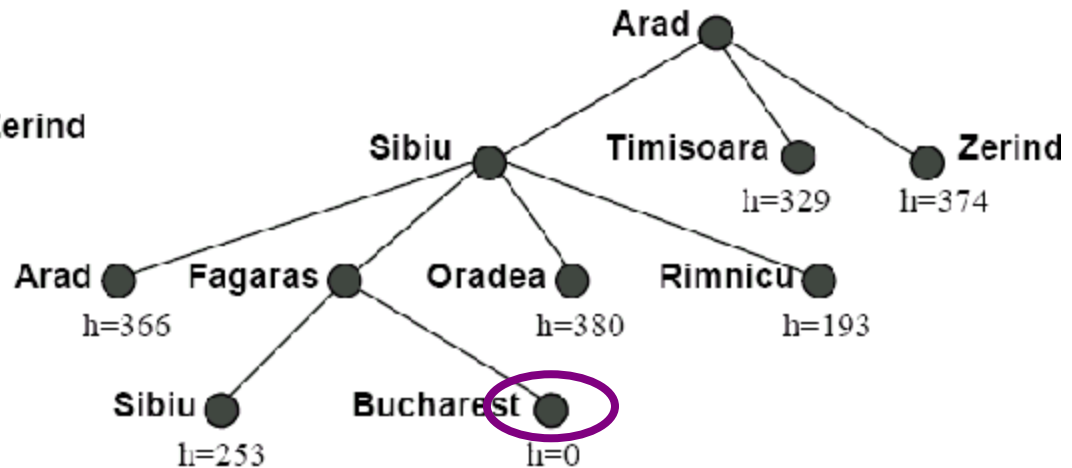 Arad
erind
Sibiu Timisoara Zerind
h=329 h=374
Arad Fagaras Oradea Rimnicu
h=366 h=380 h=193
Sibiu Bucharest
h=253 h=0